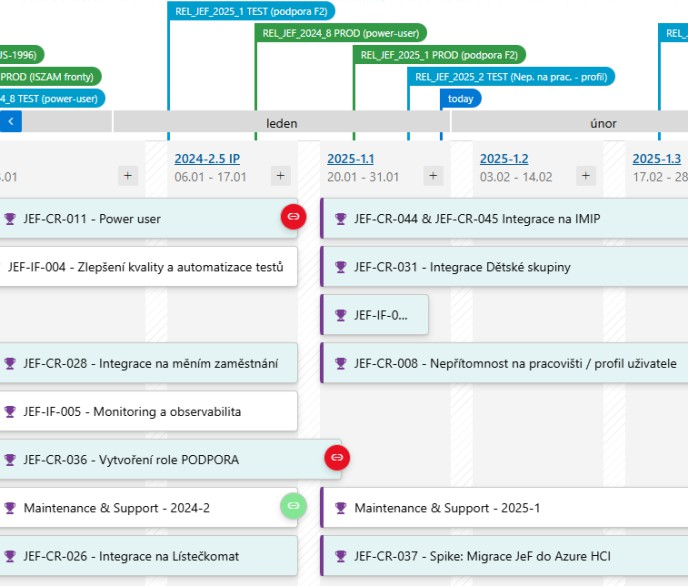 REL_JEF_2025_1 TEST (podpora F2)
REL_JEF_2024_8 PROD (power-user)
REL_
JS-1996)
REL_JEF_2025_1 PROD (podpora F2)
PROD (ISZAM fronty)
REL_JEF_2025_2 TEST (Nep. na prac. - profil)
4_8 TEST (power-user)
today
leden
únor
2024-2.5 IP
2025-1.1
2025-1.2
2025-1.3
.01
06.01 - 17.01
20.01 - 31.01
03.02 - 14.02
17.02 - 28
JEF-CR-011 - Power user
JEF-CR-044 & JEF-CR-045 Integrace na IMIP
JEF-IF-004 - Zlepšení kvality a automatizace testů
JEF-CR-031 - Integrace Dětské skupiny
JEF-IF-0...
JEF-CR-028 - Integrace na měním zaměstnání
JEF-CR-008 - Nepřítomnost na pracovišti / profil uživatele
JEF-IF-005 - Monitoring a observabilita
JEF-CR-036 - Vytvoření role PODPORA
Maintenance & Support - 2024-2
Maintenance & Support - 2025-1
JEF-CR-026 - Integrace na Lístečkomat
JEF-CR-037 - Spike: Migrace JeF do Azure HCI